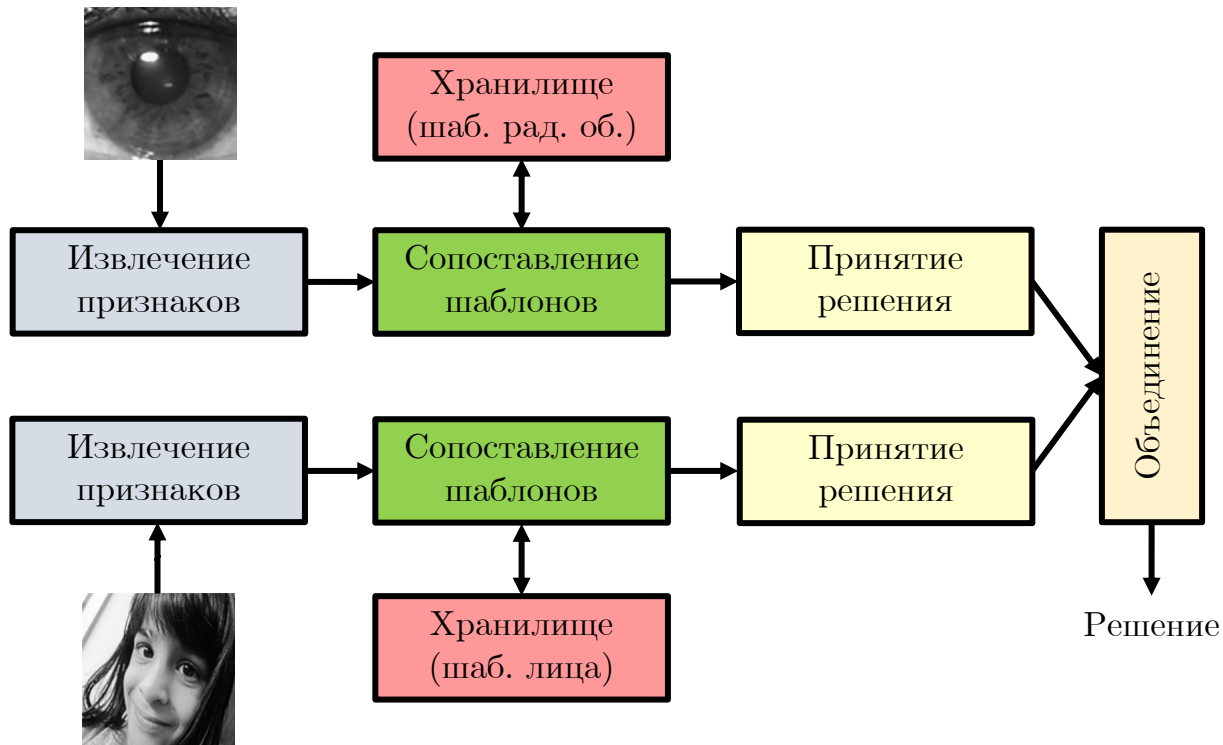 Хранилище
(шаб. рад. об.)
Извлечение
признаков
Сопоставление
шаблонов
Принятие
решения
Объединение
Извлечение
признаков
Сопоставление
шаблонов
Принятие
решения
Хранилище
(шаб. лица)
Решение